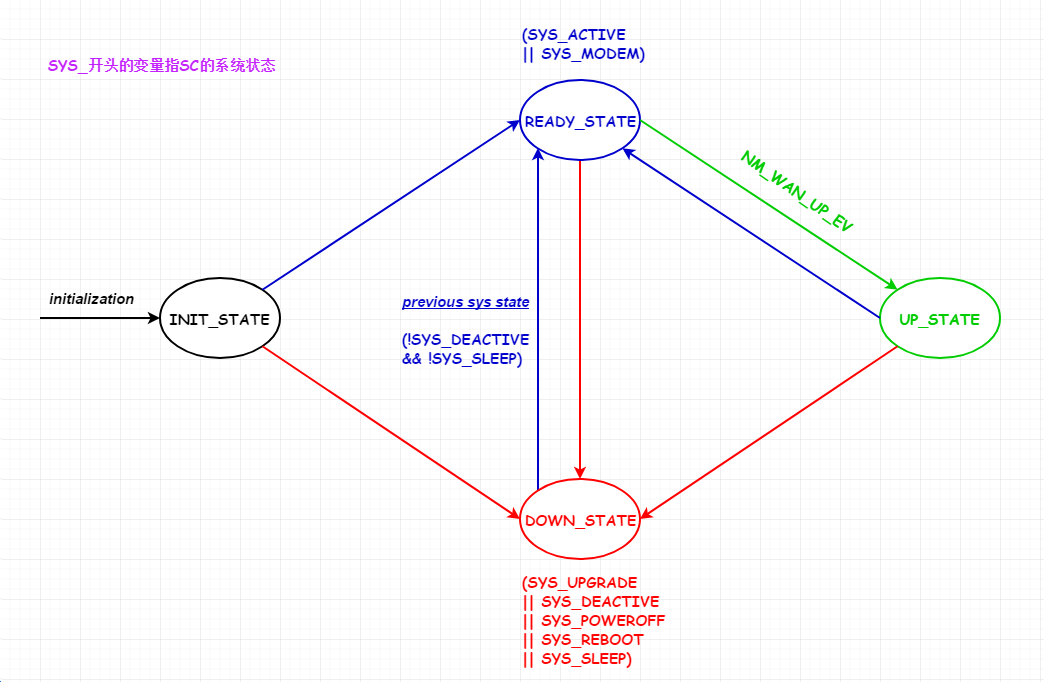 (SYS_ACTIVE
|| SYS_MODEM)
SYS_开头的变量指SC的系统状态
READY_STATE
NM_WAN_UP_EV
initialization
INIT_STATE
previous sys state
(!SYS_DEACTIVE
&& !SYS_SLEEP)
UP_STATE
DOWN_STATE
(SYS_UPGRADE
|| SYS_DEACTIVE
|| SYS_POWEROFF
|| SYS_REBOOT
|| SYS_SLEEP)